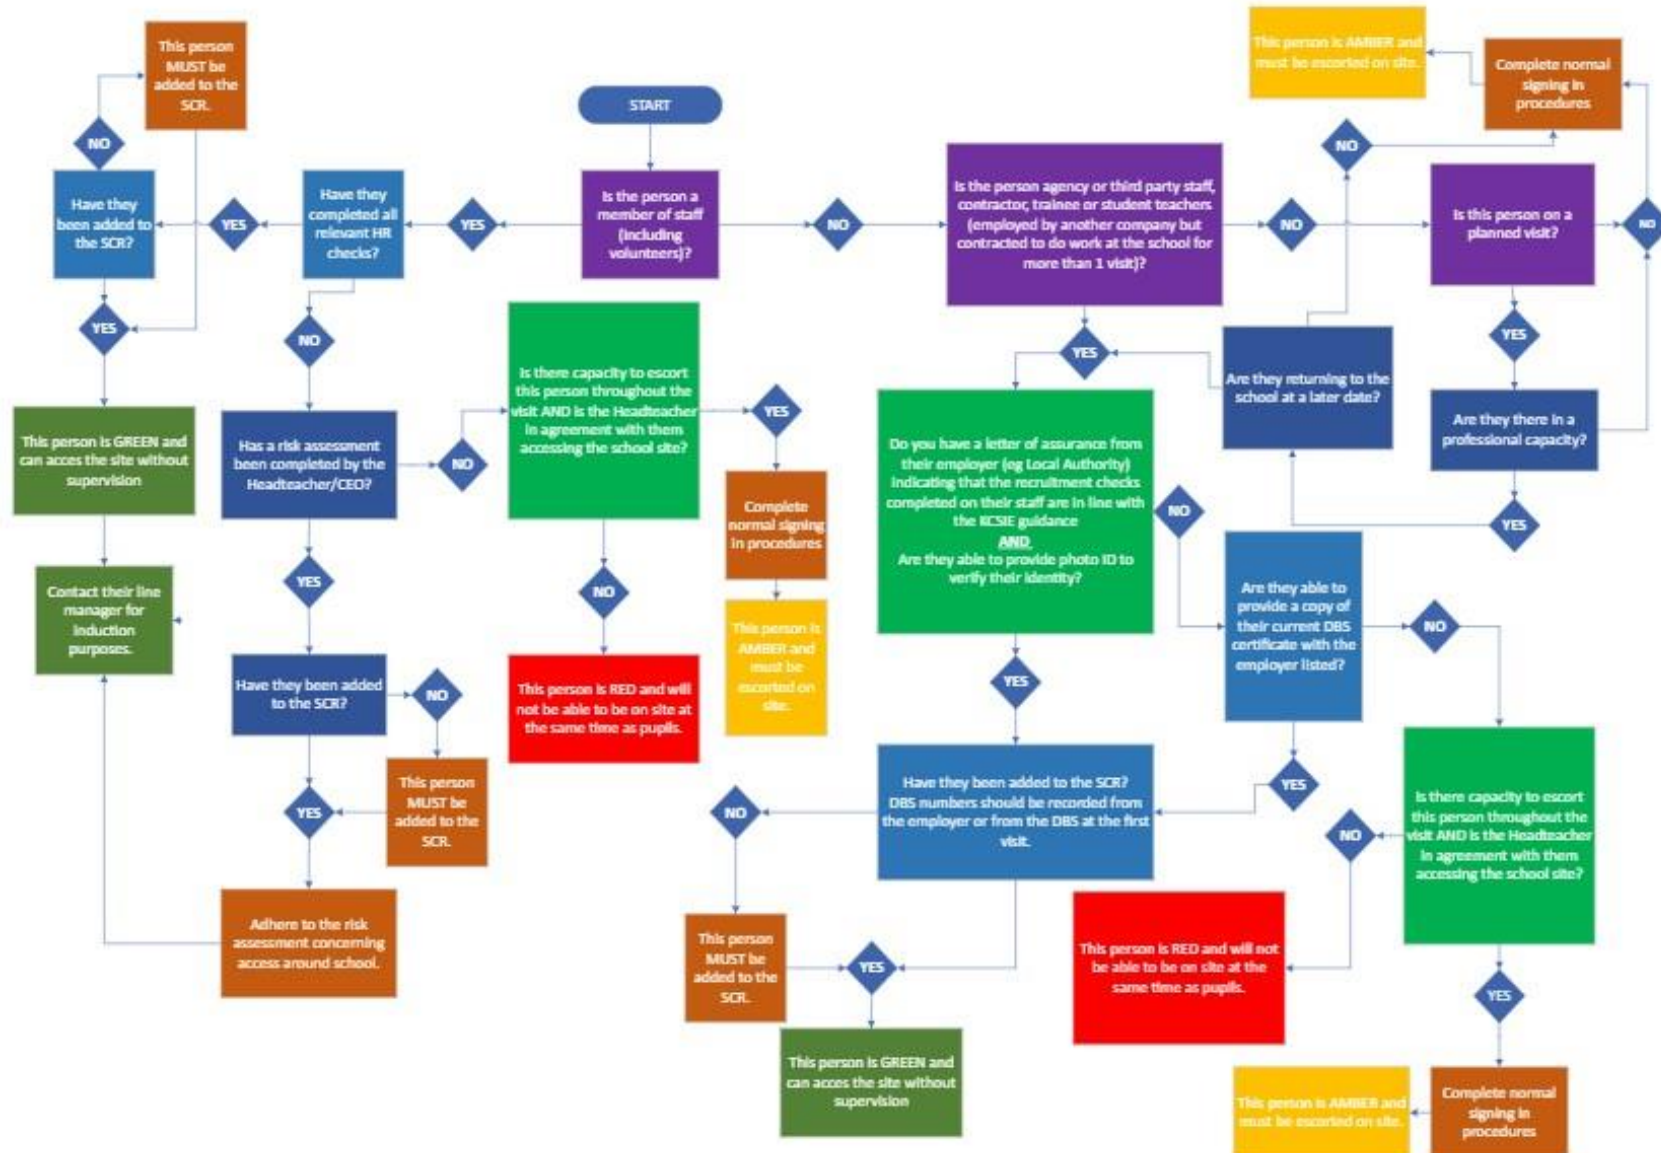 This person
MUST be
added to the
SCR.
NO
Have they
been added to
the SCR?
YES
Have they
completed all
relevant HR
checks?
YES
START
Is the person a
member of staff
(including
volunteers)?
NO
Is the person agency or third party staff,
contractor, trainee or student teachers
(employed by another company but
contracted to do work at the school for
more than 1 visit)?
NO
Is this person on a
planned visit?
NO
NO
This person is AMBER and
must be escorted on site.
Complete normal
signing in
procedures
YES
NO
YES
YES
Are they returning to the
school at a later date?
Are they there in a
professional capacity?
YES
This person is GREEN and
can acces the site without
supervision
Contact their line
manager for
induction
purposes.
Has a risk assessment
been completed by the
Headteacher/CEO?
NO
Is there capacity to escort
this person throughout the
visit AND is the Headteacher
in agreement with them
accessing the school site?
YES
Complete
normal signing
in procedures
This person is
AMBER and
must be
escorted on
site.
NO
This person is RED and will
not be able to be on site at
the same time as pupils.
YES
Have they been added
to the SCR?
NO
This person
MUST be
added to the
SCR.
YES
Adhere to the risk
assessment concerning
access around school.
Do you have a letter of assurance from
their employer (eg Local Authority)
indicating that the recruitment checks
completed on their staff are in line with
the KCSIE guidance
AND
Are they able to provide photo ID to
verify their identity?
NO
Are they able to
provide a copy of
their current DBS
certificate with the
employer listed?
NO
YES
YES
Have they been added to the SCR?
DBS numbers should be recorded from
the employer or from the DBS at the first
visit.
NO
This person
MUST be
added to the
SCR.
YES
This person is GREEN and
can acces the site without
supervision
Is there capacity to escort
this person throughout the
visit AND is the Headteacher
in agreement with them
accessing the school site?
NO
This person is RED and will not
be able to be on site at the
same time as pupils.
YES
This person is AMBER and
must be escorted on site.
Complete normal
signing in
procedures